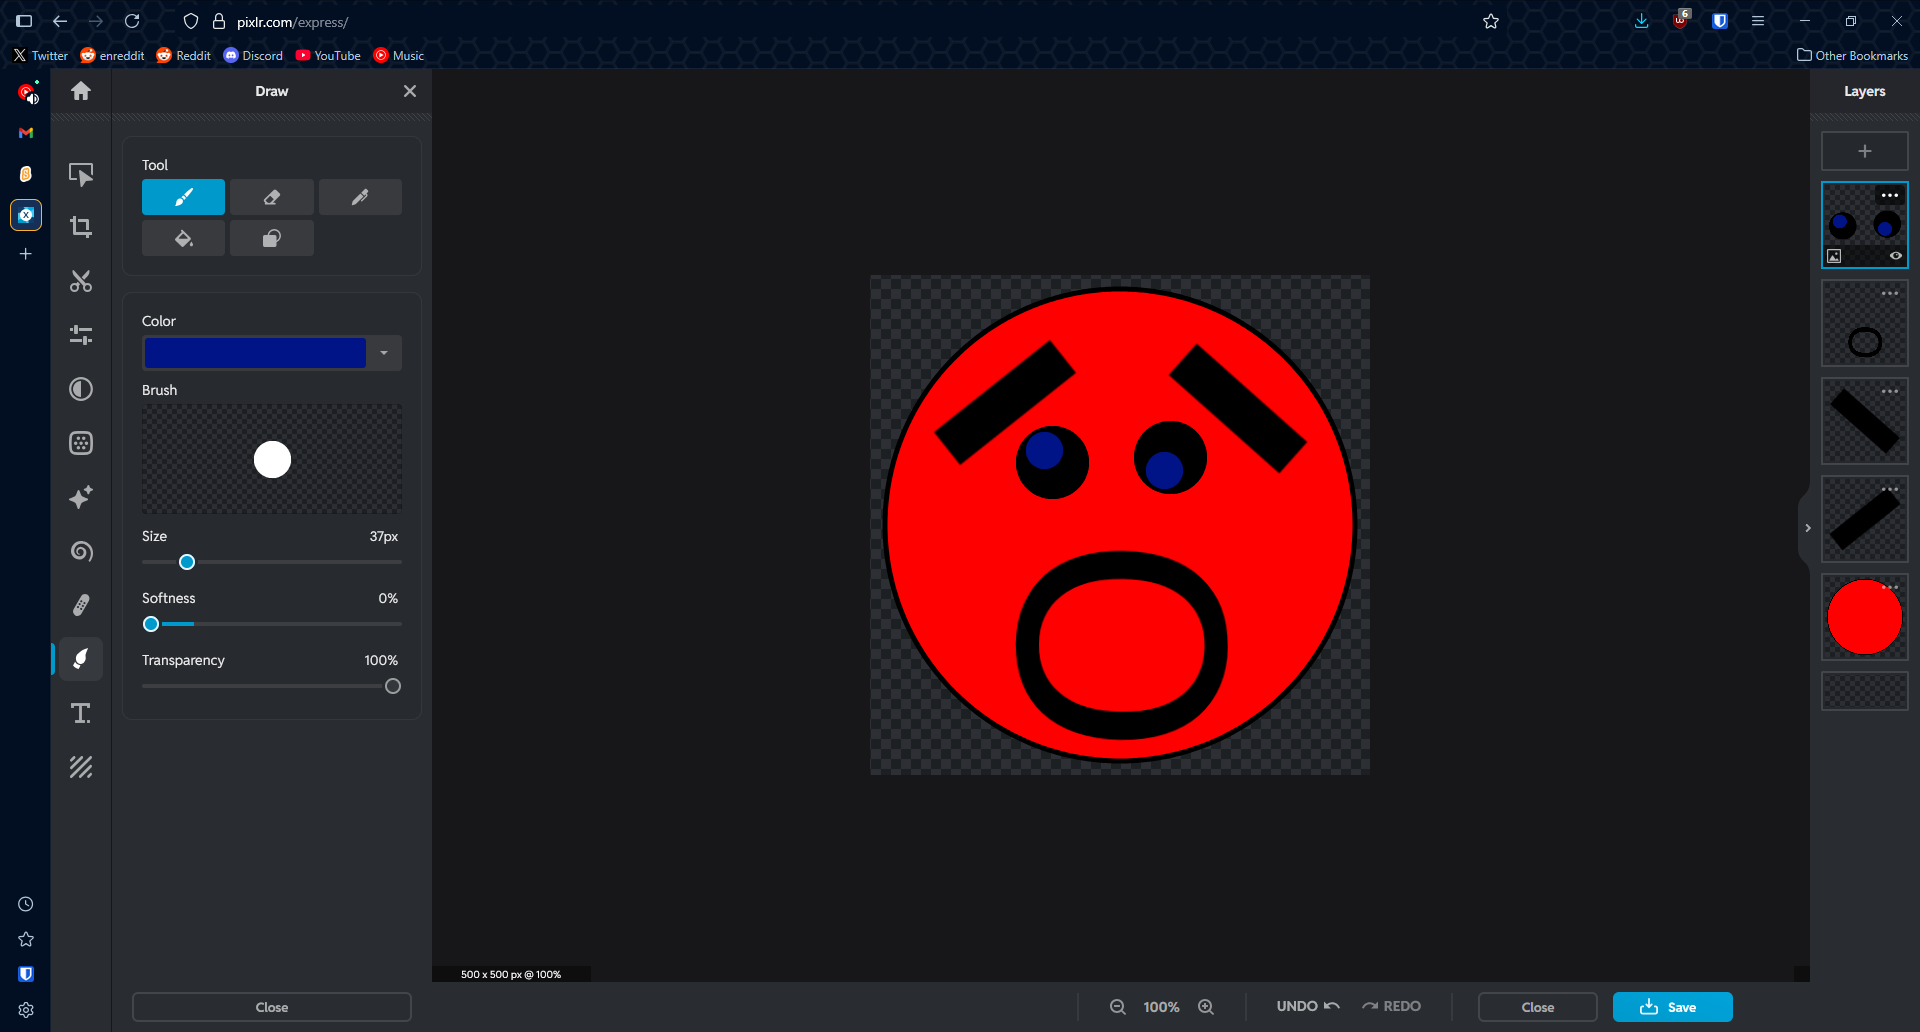 pixlr.com/express/
6
Twitter
enreddit
Reddit
Discord
YouTube
Music
Other Bookmarks
Draw
Layers
Tool
Color
Brush
Size 37px
Softness 0%
Transparency 100%
500 x 500 px @ 100%
Close
100%
UNDO
REDO
Close
Save